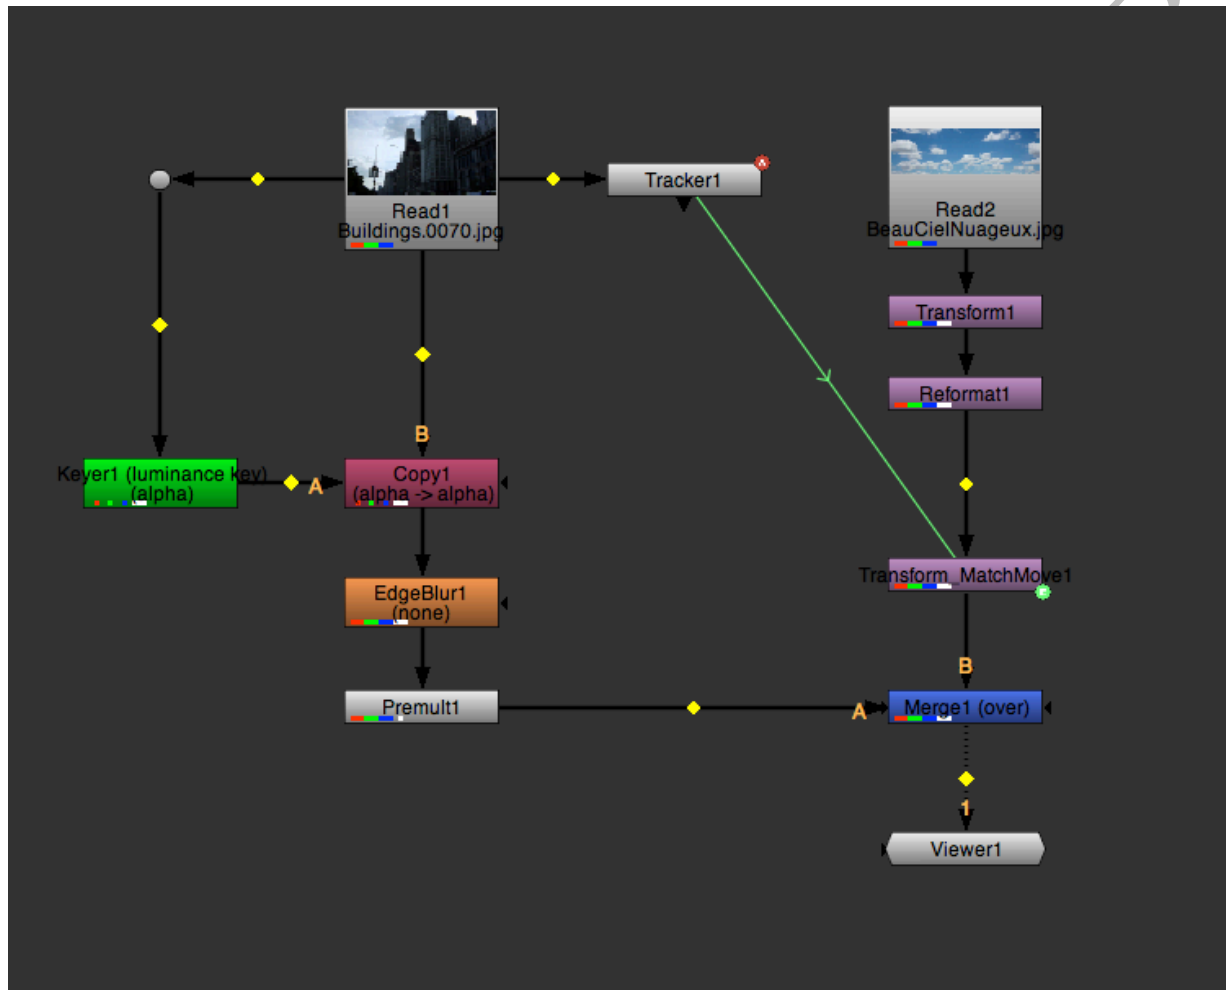 Read1
Buildings.0070.jpg
Tracker1
Read2
BeauCielNuageux.jpg
Transform1
Reformat1
B
Keyer1 (luminance key)
(alpha)
A
Copy1
(alpha -> alpha)
EdgeBlur1
(none)
Transform_MatchMove1
B
Premult1
A
Merge1 (over)
1
Viewer1